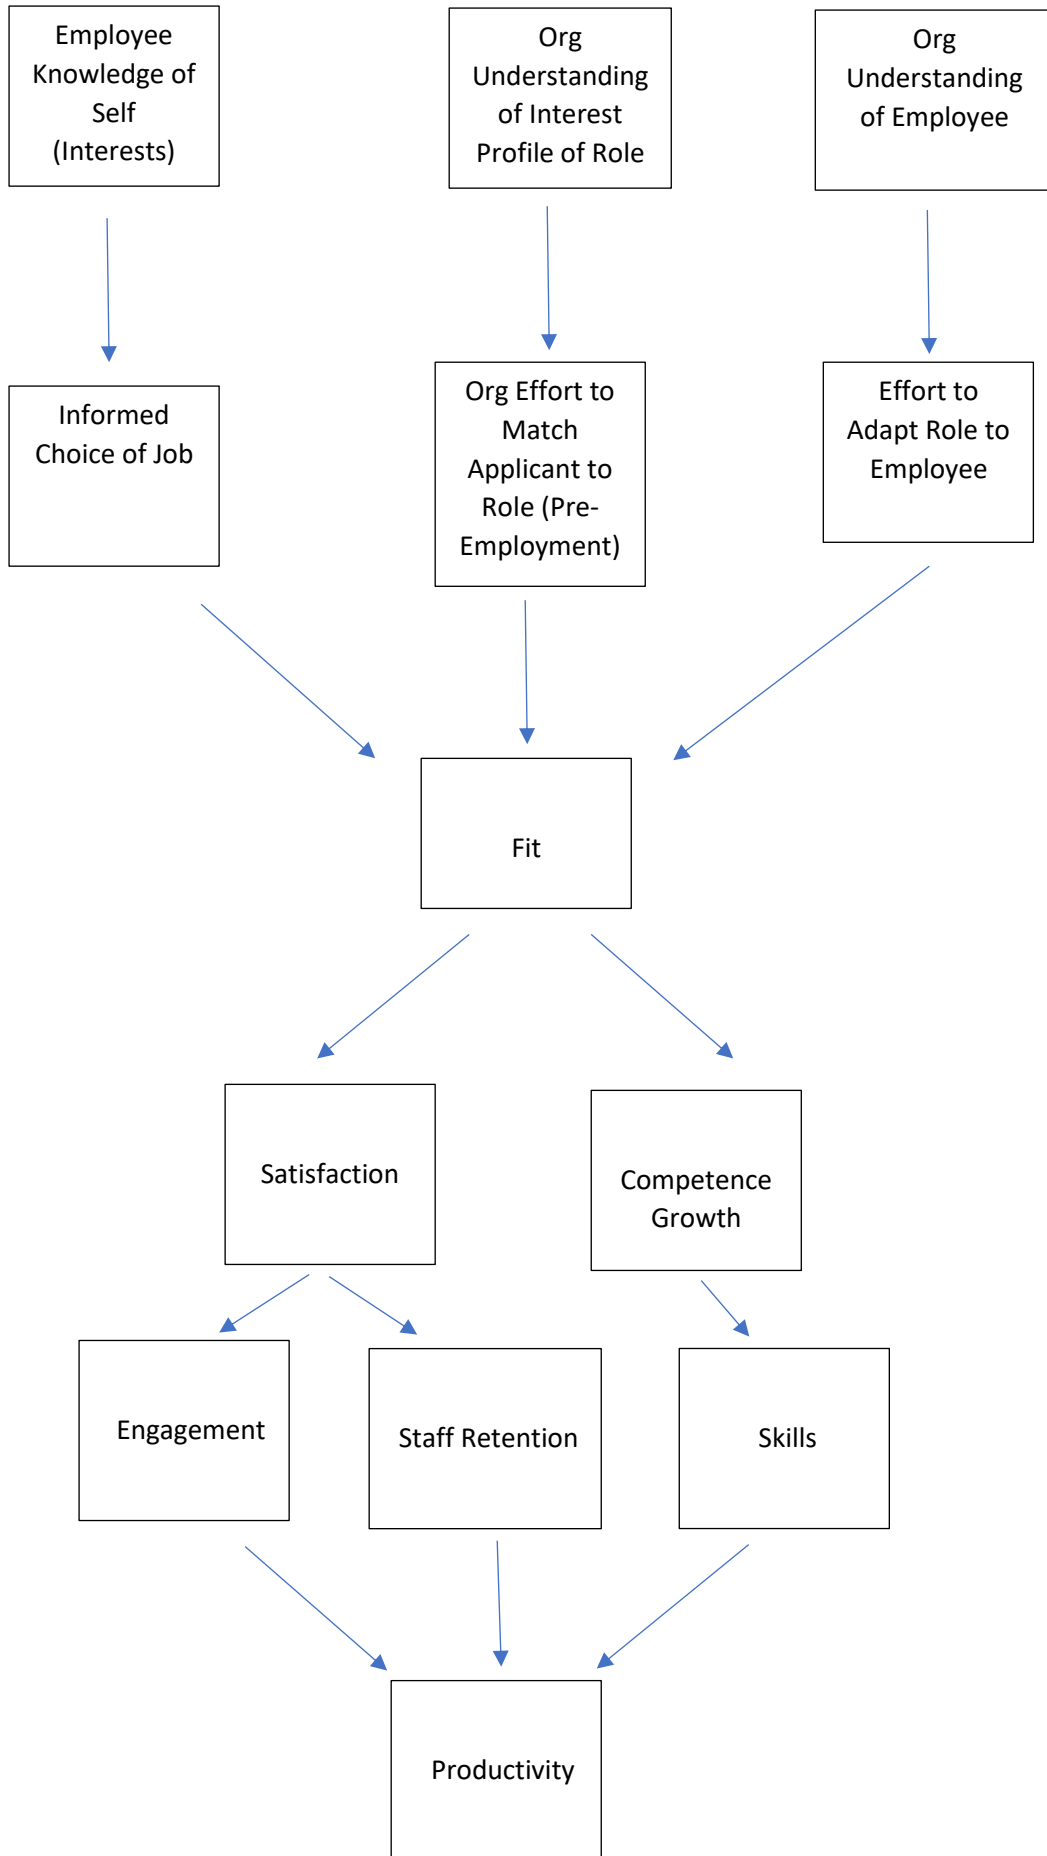 Employee
Knowledge of
Self
(Interests)
Org
Understanding
of Interest
Profile of Role
Org
Understanding
of Employee
Informed
Choice of Job
Org Effort to
Match
Applicant to
Role (Pre-
Employment)
Effort to
Adapt Role to
Employee
Fit
Satisfaction
Competence
Growth
Engagement
Staff Retention
Skills
Productivity